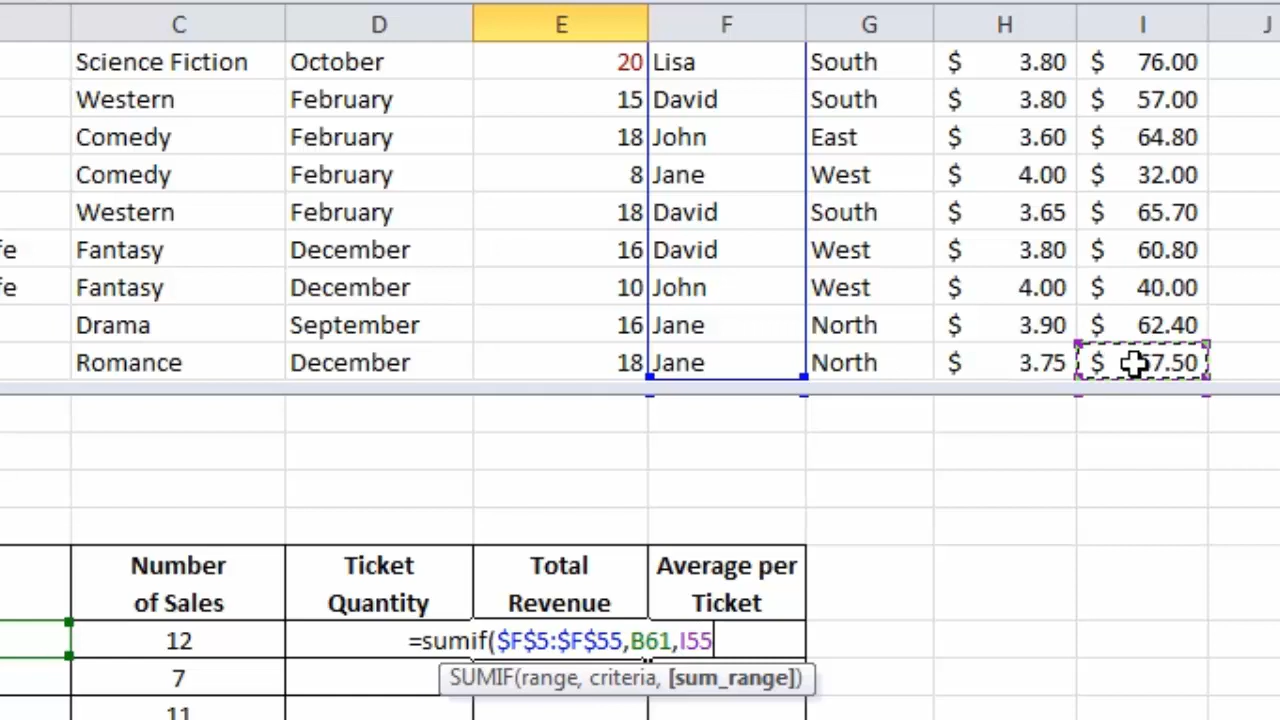 C D E F G H I J
Science Fiction October 20 Lisa South $ 3.80 $ 76.00
Western February 15 David South $ 3.80 $ 57.00
Comedy February 18 John East $ 3.60 $ 64.80
Comedy February 8 Jane West $ 4.00 $ 32.00
Western February 18 David South $ 3.65 $ 65.70
fe Fantasy December 16 David West $ 3.80 $ 60.80
fe Fantasy December 10 John West $ 4.00 $ 40.00
Drama September 16 Jane North $ 3.90 $ 62.40
Romance December 18 Jane North $ 3.75 $
Number Ticket Total Average per
of Sales Quantity Revenue Ticket
12 =sumif($F$5:$F$55,B61,I55
7 SUMIF(range, criteria, [sum_range])
11